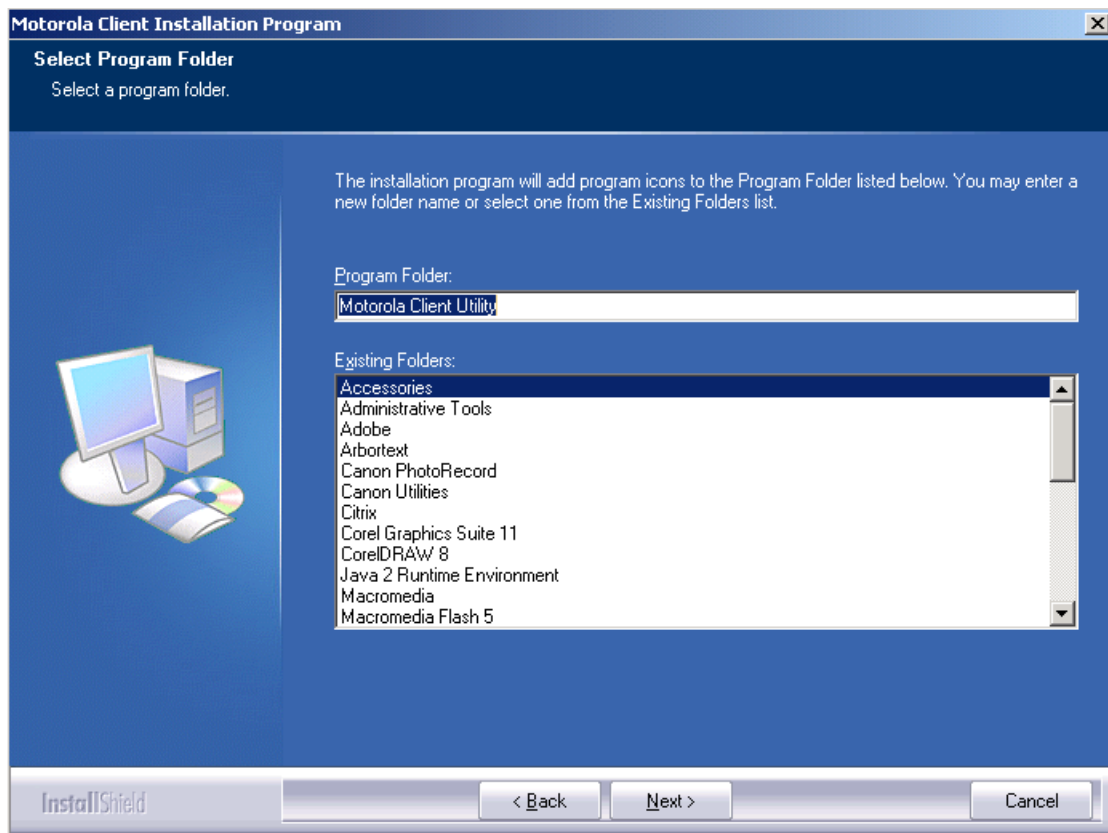 Motorola Client Installation Program
Select Program Folder
Select a program folder.
The installation program will add program icons to the Program Folder listed below. You may enter a
new folder name or select one from the Existing Folders list.
Program Folder:
Motorola Client Utility
Existing Folders:
Accessories
Administrative Tools
Adobe
Arbortext
Canon PhotoRecord
Canon Utilities
Citrix
Corel Graphics Suite 11
CorelDRAW 8
Java 2 Runtime Environment
Macromedia
Macromedia Flash 5
InstallShield
< Back
Next >
Cancel